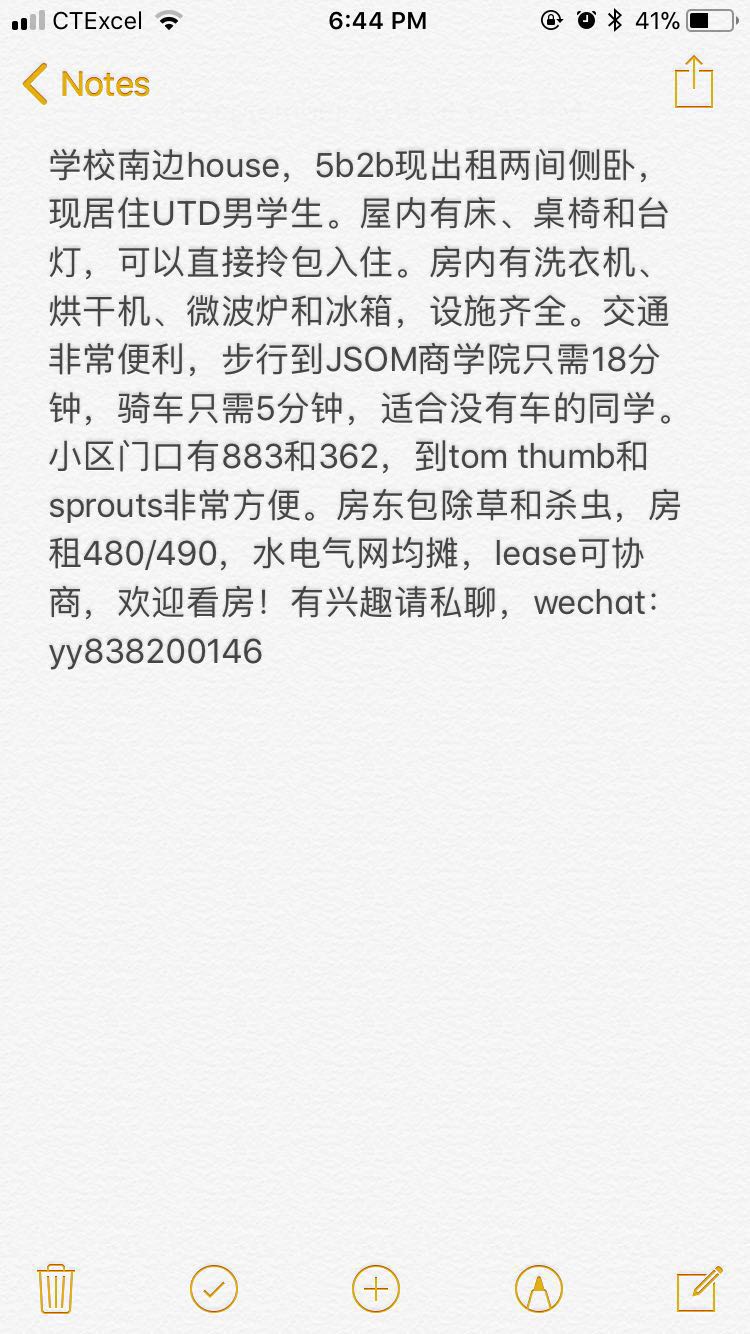 CTExcel 6:44 PM 41%
Notes
学校南边house，5b2b现出租两间侧卧，
现居住UTD男学生。屋内有床、桌椅和台
灯，可以直接拎包入住。房内有洗衣机、
烘干机、微波炉和冰箱，设施齐全。交通
非常便利，步行到JSOM商学院只需18分
钟，骑车只需5分钟，适合没有车的同学。
小区门口有883和362，到tom thumb和
sprouts非常方便。房东包除草和杀虫，房
租480/490，水电气网均摊，lease可协
商，欢迎看房！有兴趣请私聊，wechat：
yy838200146